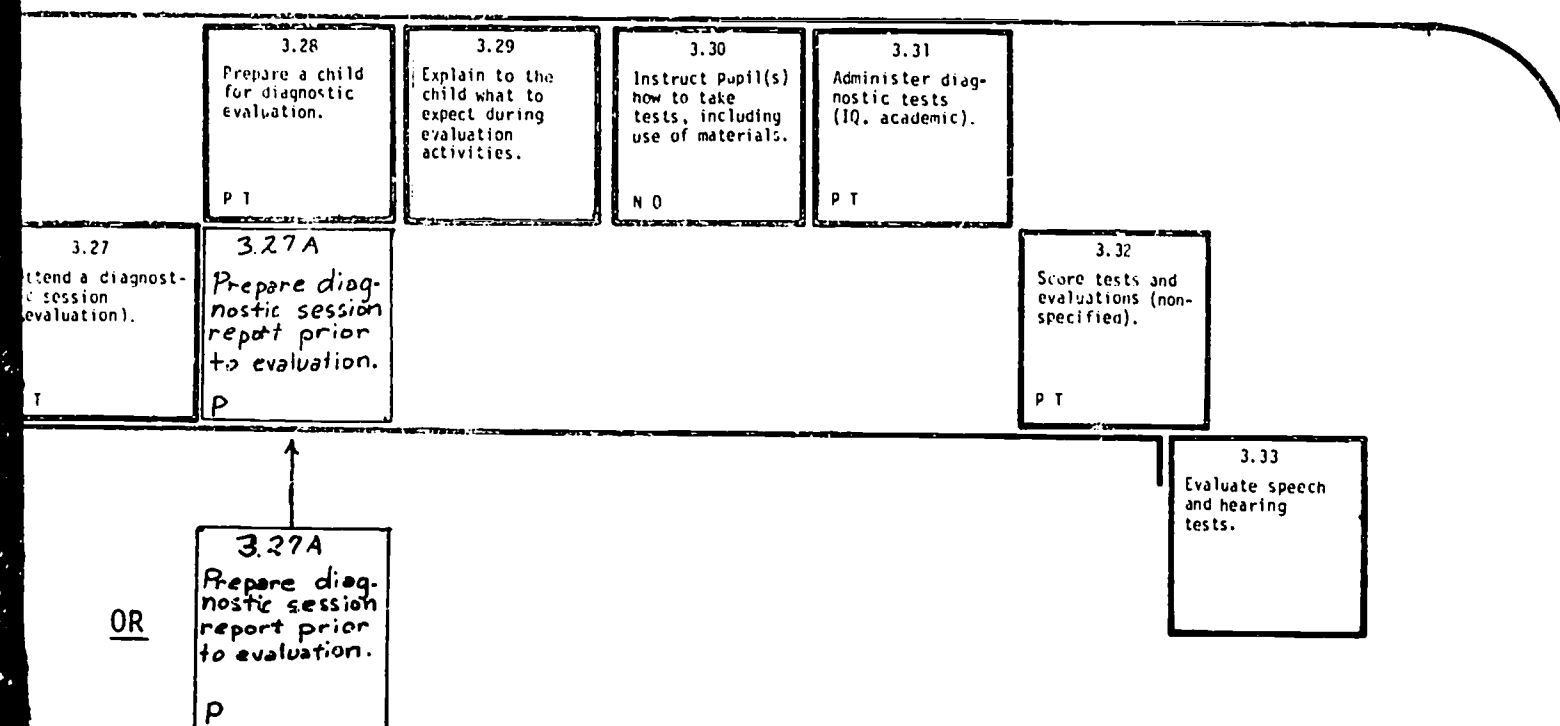 3.28
Prepare a child
for diagnostic
evaluation.
P T
3.29
Explain to the
child what to
expect during
evaluation
activities.
3.30
Instruct Pupil(s)
how to take
tests, including
use of materials.
N O
3.31
Administer diag-
nostic tests
(IQ, academic).
P T
3.27
ttend a diagnost-
c session
evaluation).
T
3.27A
Prepare diag-
nostic session
report prior
to evaluation.
P
3.32
Score tests and
evaluations (non-
specified).
P T
3.33
Evaluate speech
and hearing
tests.
OR
3.27A
Prepare diag-
nostic session
report prior
to evaluation.
P